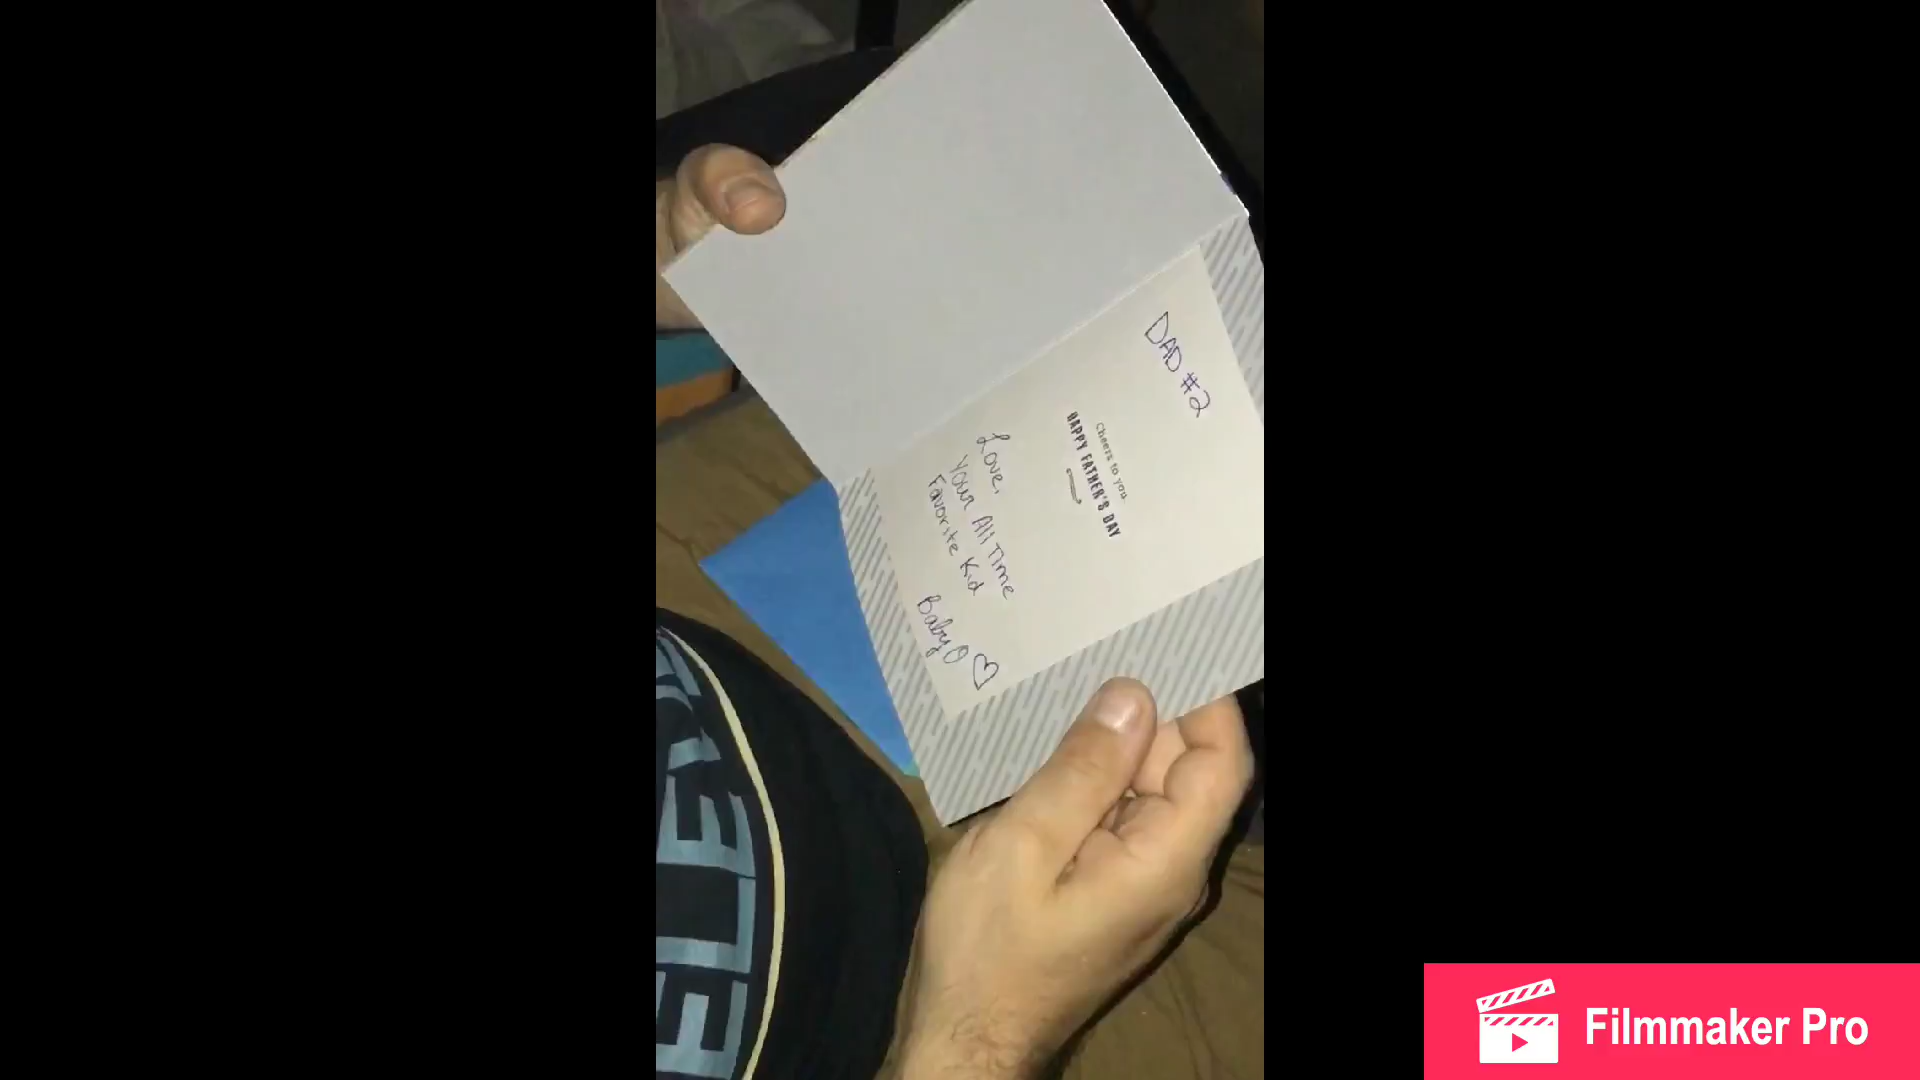 DAD #2
Cheers to you
HAPPY FATHER'S DAY
Love,
Your All Time
Favorite Kid
Baby O ♡
Filmmaker Pro